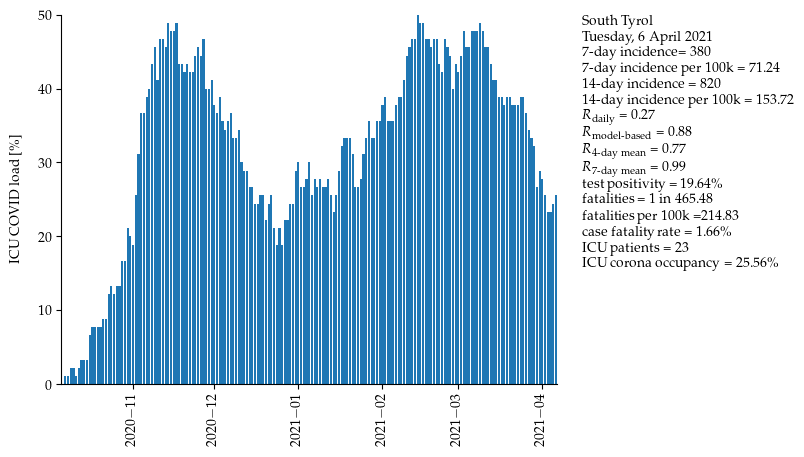 50
40
30
20
10
0
ICU COVID load [%]
2020−11
2020−12
2021−01
2021−02
2021−03
2021−04
South Tyrol
Tuesday, 6 April 2021
7-day incidence= 380
7-day incidence per 100k = 71.24
14-day incidence = 820
14-day incidence per 100k = 153.72
R daily = 0.27
R model-based = 0.88
R 4-day mean = 0.77
R 7-day mean = 0.99
test positivity = 19.64%
fatalities = 1 in 465.48
fatalities per 100k =214.83
case fatality rate = 1.66%
ICU patients = 23
ICU corona occupancy = 25.56%